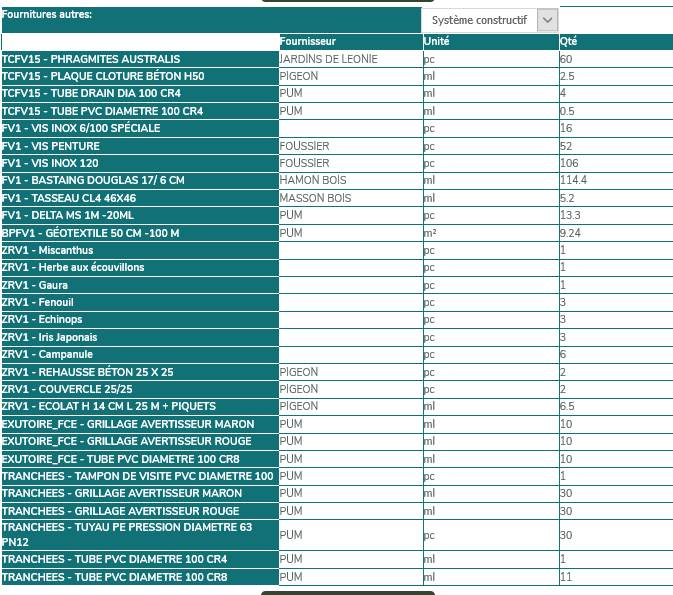 Fournitures autres: Système constructif
Fournisseur Unité Qté
TCFV15 - PHRAGMITES AUSTRALIS JARDINS DE LEONIE pc 60
TCFV15 - PLAQUE CLOTURE BÉTON H50 PIGEON ml 2.5
TCFV15 - TUBE DRAIN DIA 100 CR4 PUM ml 4
TCFV15 - TUBE PVC DIAMETRE 100 CR4 PUM ml 0.5
FV1 - VIS INOX 6/100 SPÉCIALE pc 16
FV1 - VIS PENTURE FOUSSIER pc 52
FV1 - VIS INOX 120 FOUSSIER pc 106
FV1 - BASTAING DOUGLAS 17/ 6 CM HAMON BOIS ml 114.4
FV1 - TASSEAU CL4 46X46 MASSON BOIS ml 5.2
FV1 - DELTA MS 1M -20ML PUM pc 13.3
BPFV1 - GÉOTEXTILE 50 CM -100 M PUM m² 9.24
ZRV1 - Miscanthus pc 1
ZRV1 - Herbe aux écouvillons pc 1
ZRV1 - Gaura pc 1
ZRV1 - Fenouil pc 3
ZRV1 - Echinops pc 3
ZRV1 - Iris Japonais pc 3
ZRV1 - Campanule pc 6
ZRV1 - REHAUSSE BÉTON 25 X 25 PIGEON pc 2
ZRV1 - COUVERCLE 25/25 PIGEON pc 2
ZRV1 - ECOLAT H 14 CM L 25 M + PIQUETS PIGEON ml 6.5
EXUTOIRE_FCE - GRILLAGE AVERTISSEUR MARON PUM ml 10
EXUTOIRE_FCE - GRILLAGE AVERTISSEUR ROUGE PUM ml 10
EXUTOIRE_FCE - TUBE PVC DIAMETRE 100 CR8 PUM ml 10
TRANCHEES - TAMPON DE VISITE PVC DIAMETRE 100 PUM pc 1
TRANCHEES - GRILLAGE AVERTISSEUR MARON PUM ml 30
TRANCHEES - GRILLAGE AVERTISSEUR ROUGE PUM ml 30
TRANCHEES - TUYAU PE PRESSION DIAMETRE 63
PN12 PUM pc 30
TRANCHEES - TUBE PVC DIAMETRE 100 CR4 PUM ml 1
TRANCHEES - TUBE PVC DIAMETRE 100 CR8 PUM ml 11